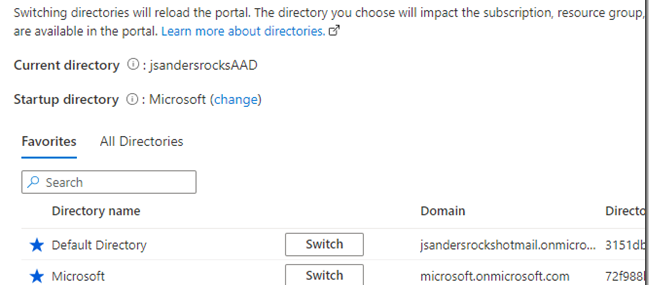 Switching directories will reload the portal. The directory you choose will impact the subscription, resource group,
are available in the portal. Learn more about directories.
Current directory : jsandersrocksAAD
Startup directory : Microsoft (change)
Favorites All Directories
Search
Directory name Domain Directo
Default Directory Switch jsandersrockshotmail.onmicro... 3151db
Microsoft Switch microsoft.onmicrosoft.com 72f988b